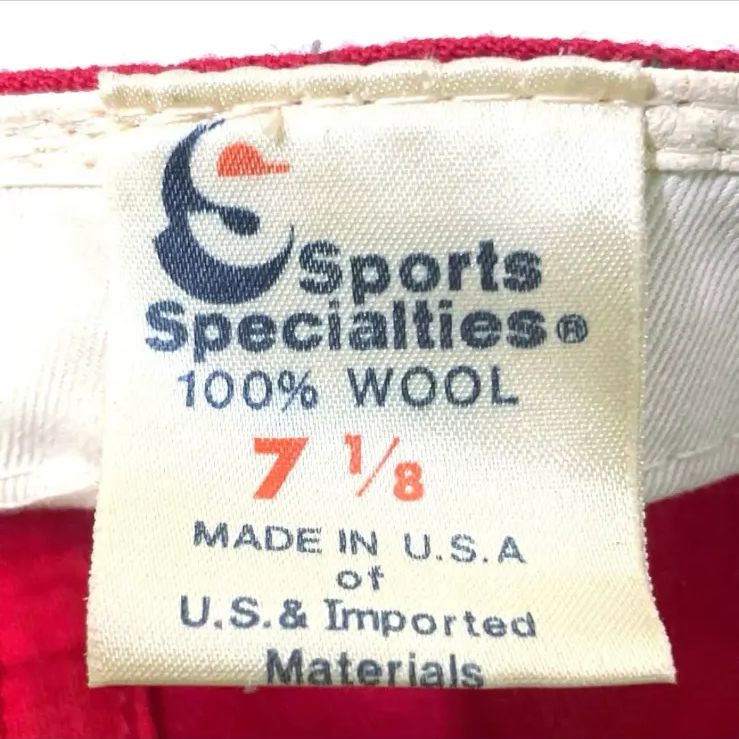 Sports
Specialties®
100% WOOL
7 1/8
MADE IN U.S.A
of
U.S.& Imported
Materials